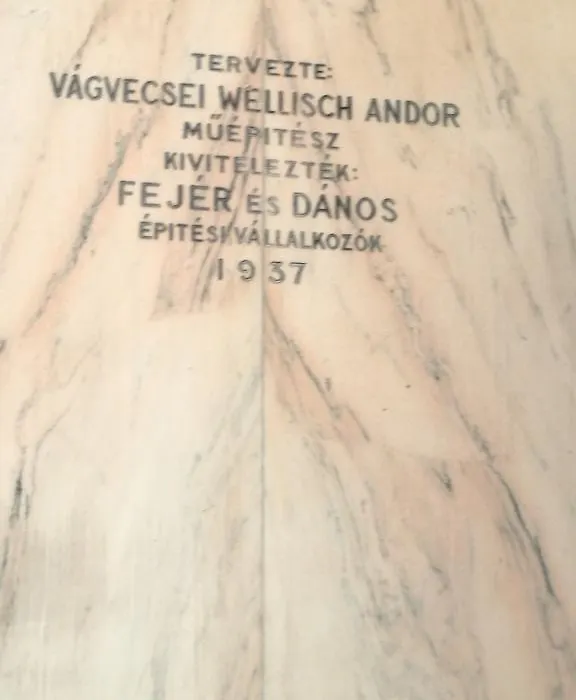 TERVEZTE:
VÁGVECSEI WELLISCH ANDOR
MŰÉPITÉSZ
KIVITELEZTÉK:
FEJÉR ÉS DÁNOS
ÉPITÉSI VÁLLALKOZÓK
1937